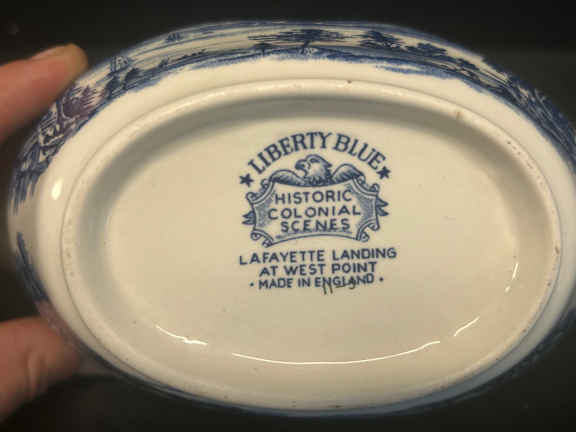 LIBERTY BLUE
HISTORIC
COLONIAL
SCENES
LAFAYETTE LANDING
AT WEST POINT
• MADE IN ENGLAND •